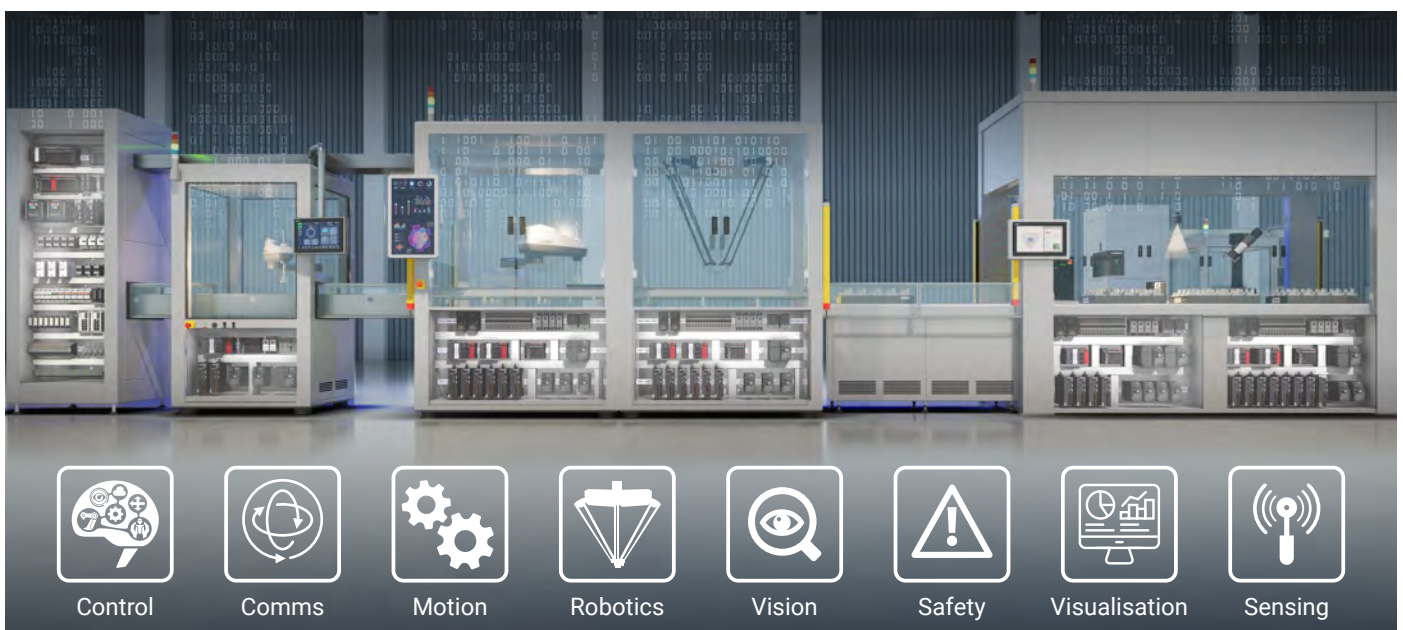 Control
Comms
Motion
Robotics
Vision
Safety
Visualisation
Sensing